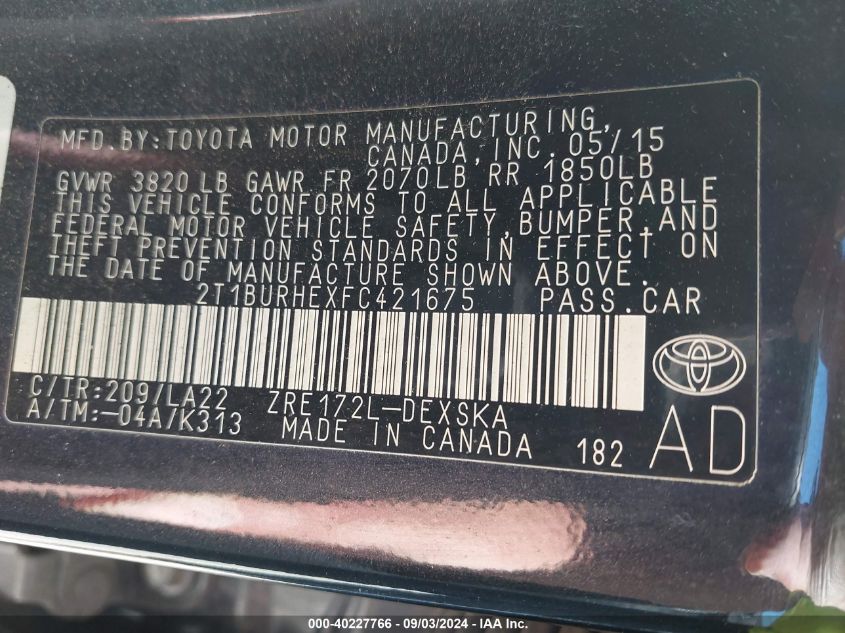 MFD.BY:TOYOTA MOTOR MANUFACTURING,
CANADA, INC. 05/15
GVWR 3820 LB GAWR FR 2070LB RR 1850LB
THIS VEHICLE CONFORMS TO ALL APPLICABLE
FEDERAL MOTOR VEHICLE SAFETY,BUMPER,AND
THEFT PREVENTION STANDARDS IN EFFECT ON
THE DATE OF MANUFACTURE SHOWN ABOVE.
2T1BURHEXFC421675 PASS.CAR
C/TR:209/LA22 ZRE172L-DEXSKA
A/TM:-04A/K313 MADE IN CANADA 182 AD
000-40227766 - 09/03/2024 - © IAA Inc.